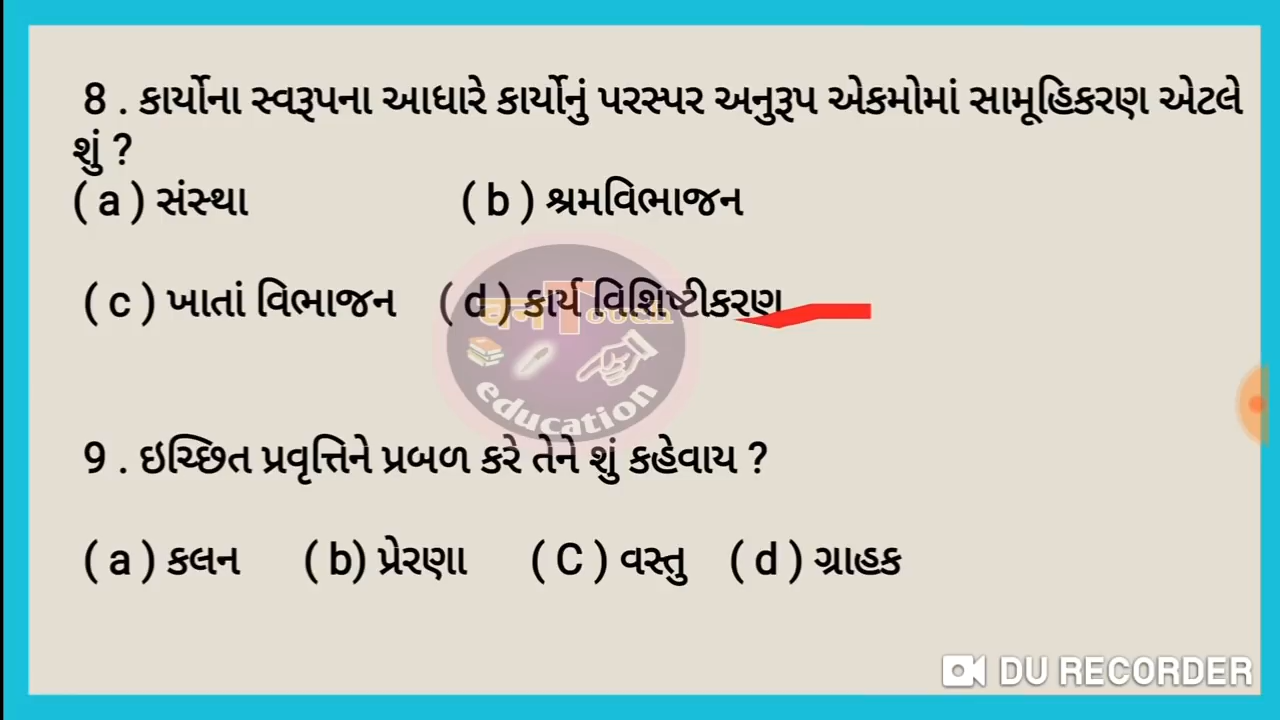 8 . કાર્યોના સ્વરૂપના આધારે કાર્યોનું પરસ્પર અનુરૂપ એકમોમાં સામૂહિકરણ એટલે
શું ?
( a ) સંસ્થા ( b ) શ્રમવિભાજન
( c ) ખાતાં વિભાજન ( d ) કાર્ય વિશિષ્ટીકરણ
education
9 . ઇચ્છિત પ્રવૃત્તિને પ્રબળ કરે તેને શું કહેવાય ?
( a ) કલન ( b) પ્રેરણા ( C ) વસ્તુ ( d ) ગ્રાહક
DU RECORDER